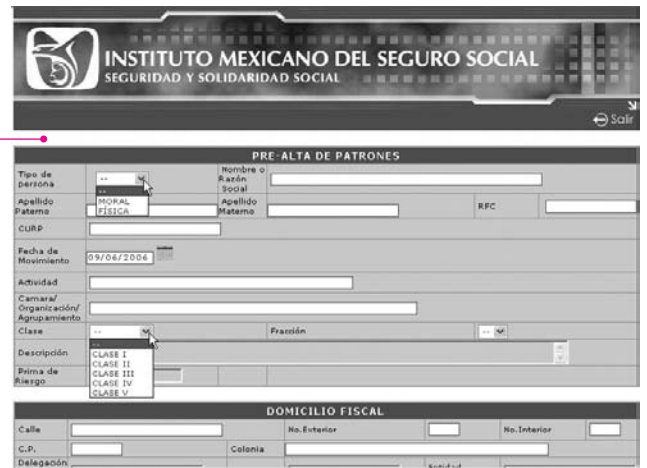 INSTITUTO MEXICANO DEL SEGURO SOCIAL
SEGURIDAD Y SOLIDARIDAD SOCIAL
Salir
PRE-ALTA DE PATRONES
Tipo de persona
--
--
MORAL
FÍSICA
Nombre o Razón Social
Apellido Paterno
Apellido Materno
RFC
CURP
Fecha de Movimiento
09/06/2006
Actividad
Camara/ Organización/ Agrupamiento
Clase
--
--
CLASE I
CLASE II
CLASE III
CLASE IV
CLASE V
Fracción
--
Descripción
Prima de Riesgo
DOMICILIO FISCAL
Calle
No.Exterior
No.Interior
C.P.
Colonia
Delegación
Entidad